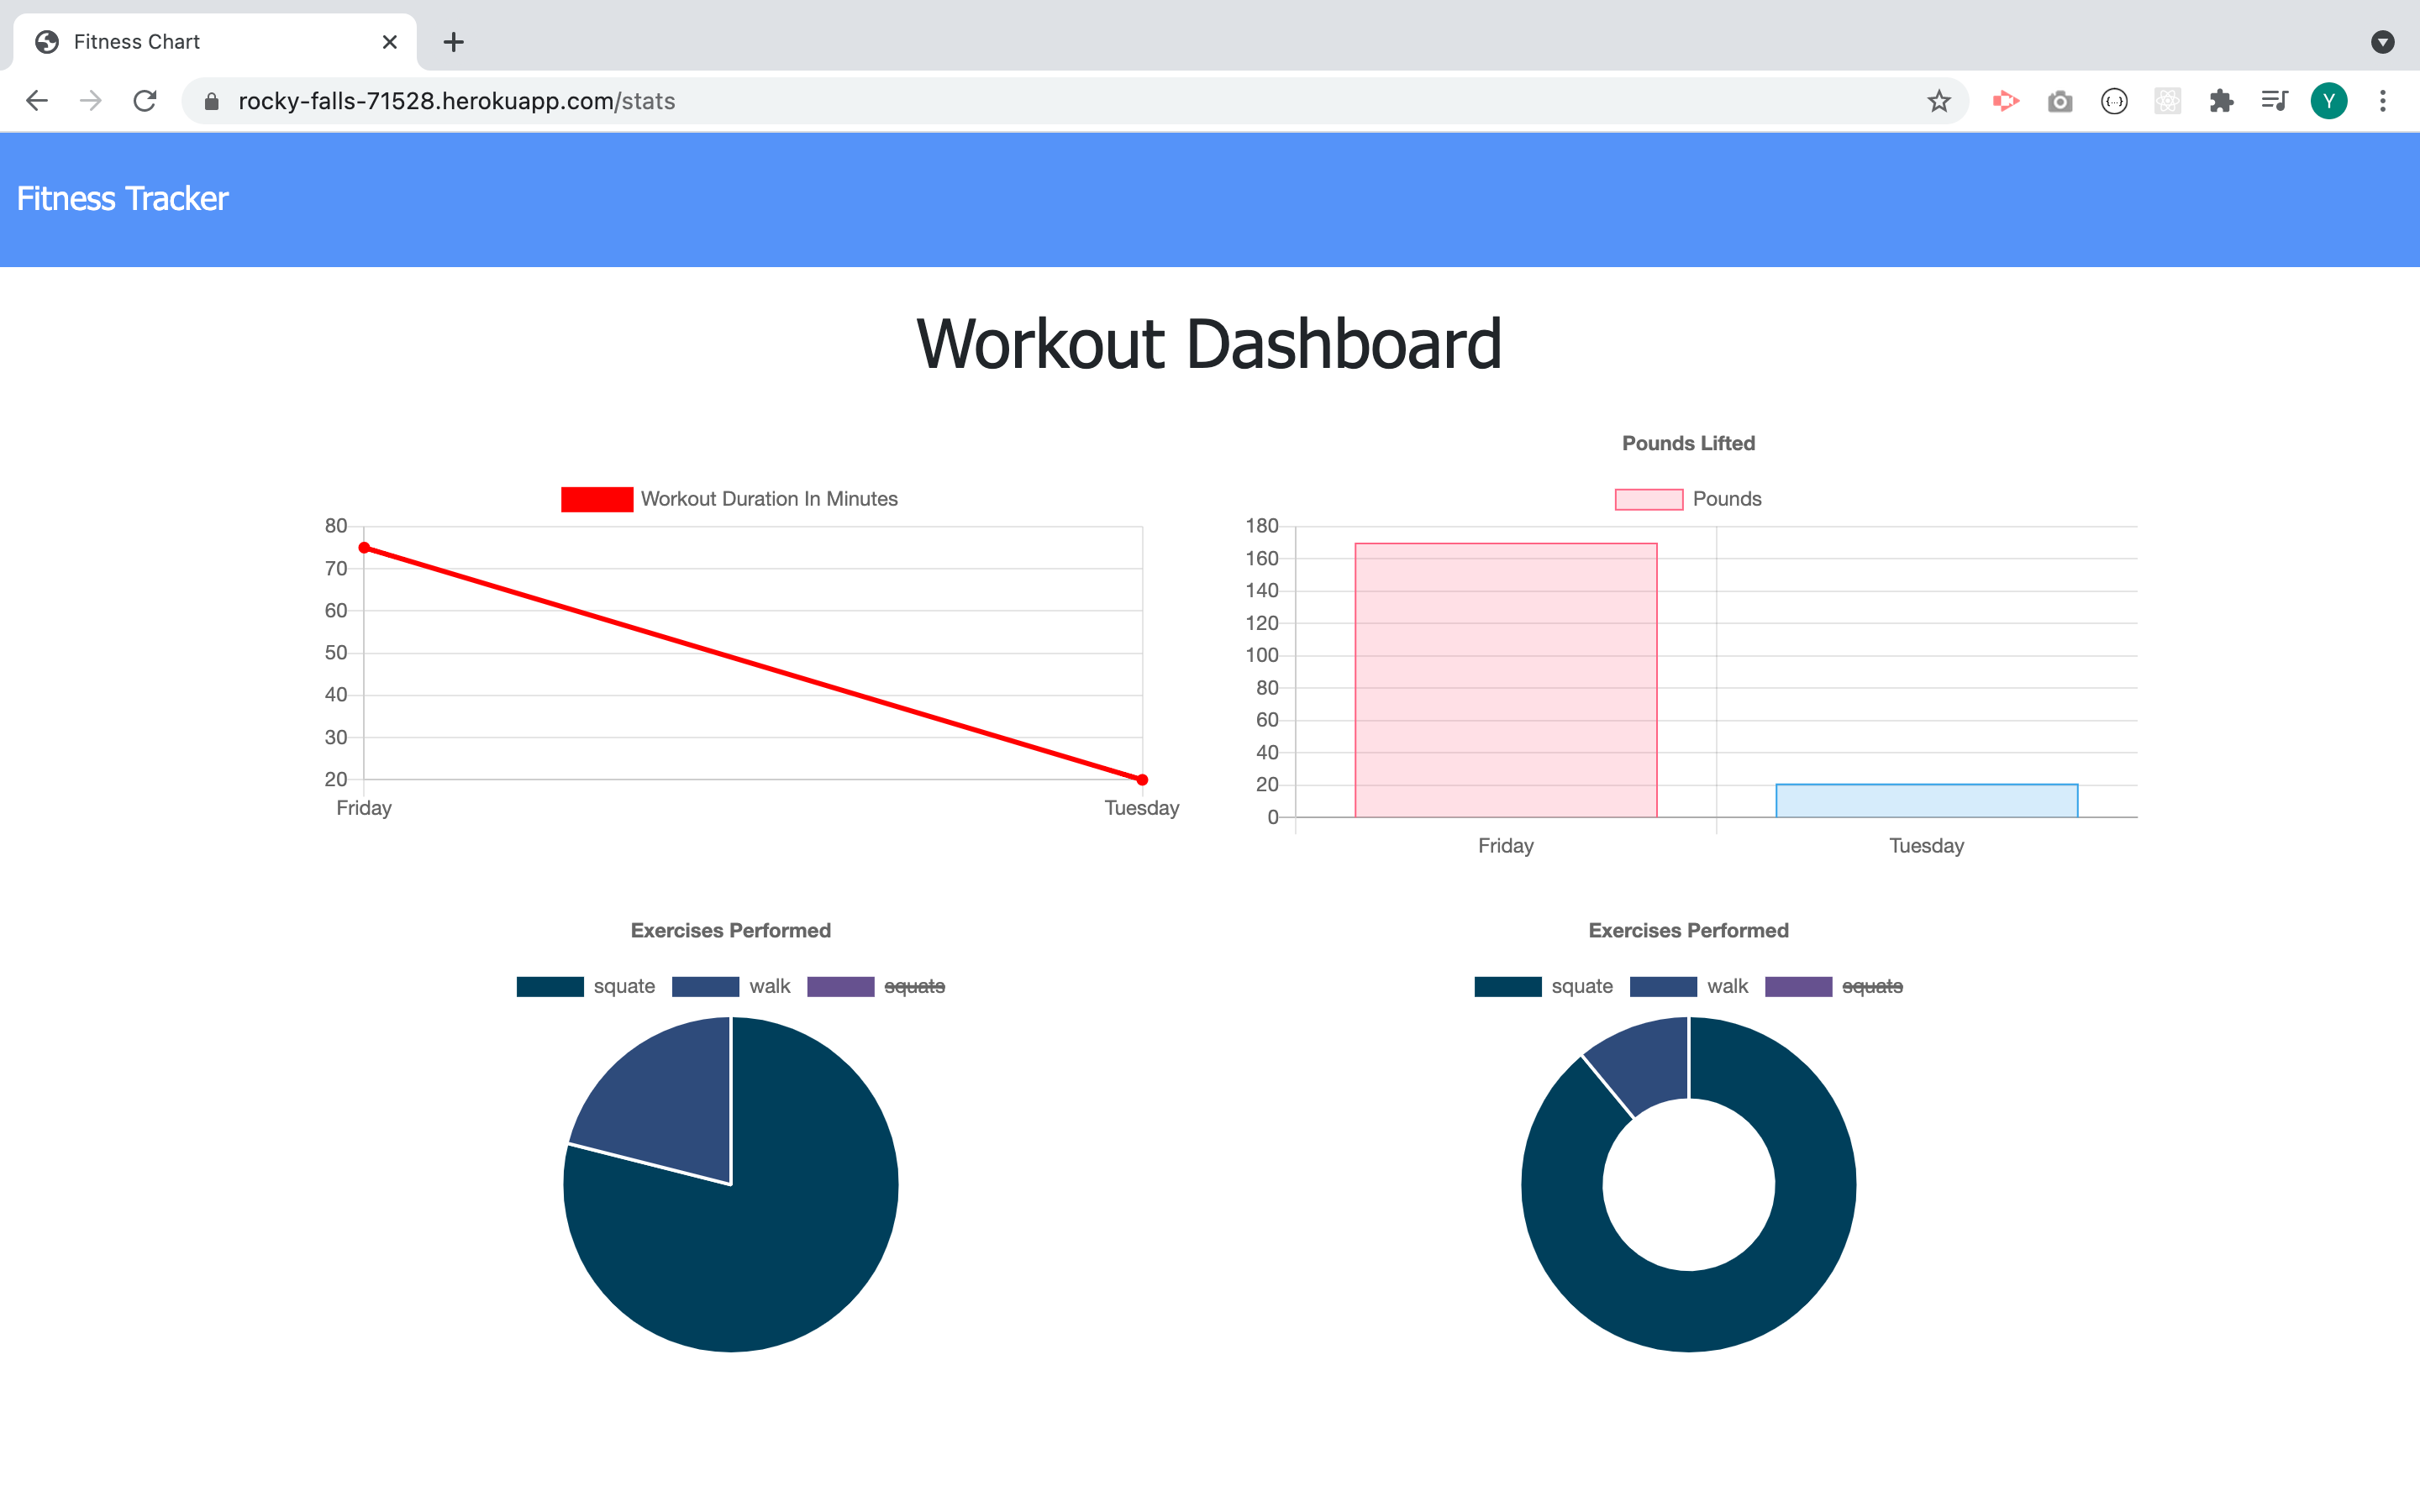 Fitness Chart
rocky-falls-71528.herokuapp.com/stats
Y
Fitness Tracker
Workout Dashboard
Workout Duration In Minutes
80
70
60
50
40
30
20
Friday Tuesday
Pounds Lifted
Pounds
180
160
140
120
100
80
60
40
20
0
Friday Tuesday
Exercises Performed
squate walk squats
Exercises Performed
squate walk squats